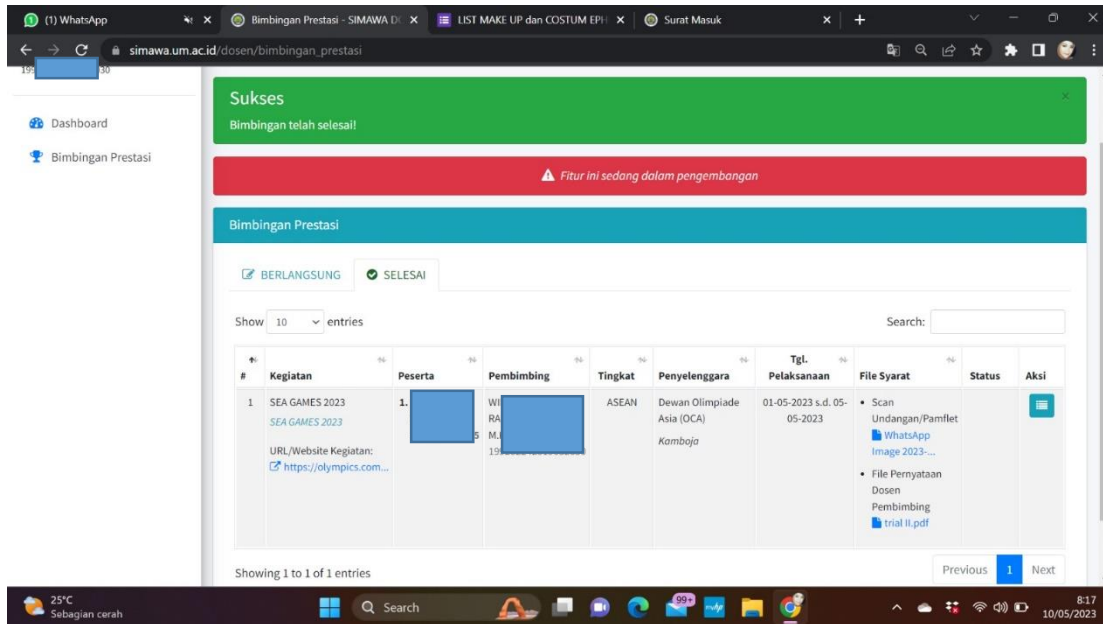 (1) WhatsApp
Bimbingan Prestasi - SIMAWA DO
LIST MAKE UP dan COSTUM EPH
Surat Masuk
simawa.um.ac.id/dosen/bimbingan_prestasi
Dashboard
Bimbingan Prestasi
Sukses
Bimbingan telah selesai!
Fitur ini sedang dalam pengembangan
Bimbingan Prestasi
BERLANGSUNG
SELESAI
Show 10 entries
Search:
# Kegiatan Peserta Pembimbing Tingkat Penyelenggara Tgl. Pelaksanaan File Syarat Status Aksi
1
SEA GAMES 2023
SEA GAMES 2023
URL/Website Kegiatan:
https://olympics.com...
1.
5
WI
RA
ASEAN
Dewan Olimpiade
Asia (OCA)
Kamboja
01-05-2023 s.d. 05-
05-2023
Scan
Undangan/Pamflet
WhatsApp
Image 2023-...
File Pernyataan
Dosen
Pembimbing
trial II.pdf
Showing 1 to 1 of 1 entries
Previous 1 Next
25°C
Sebagian cerah
Search
99+
8:17
10/05/2023